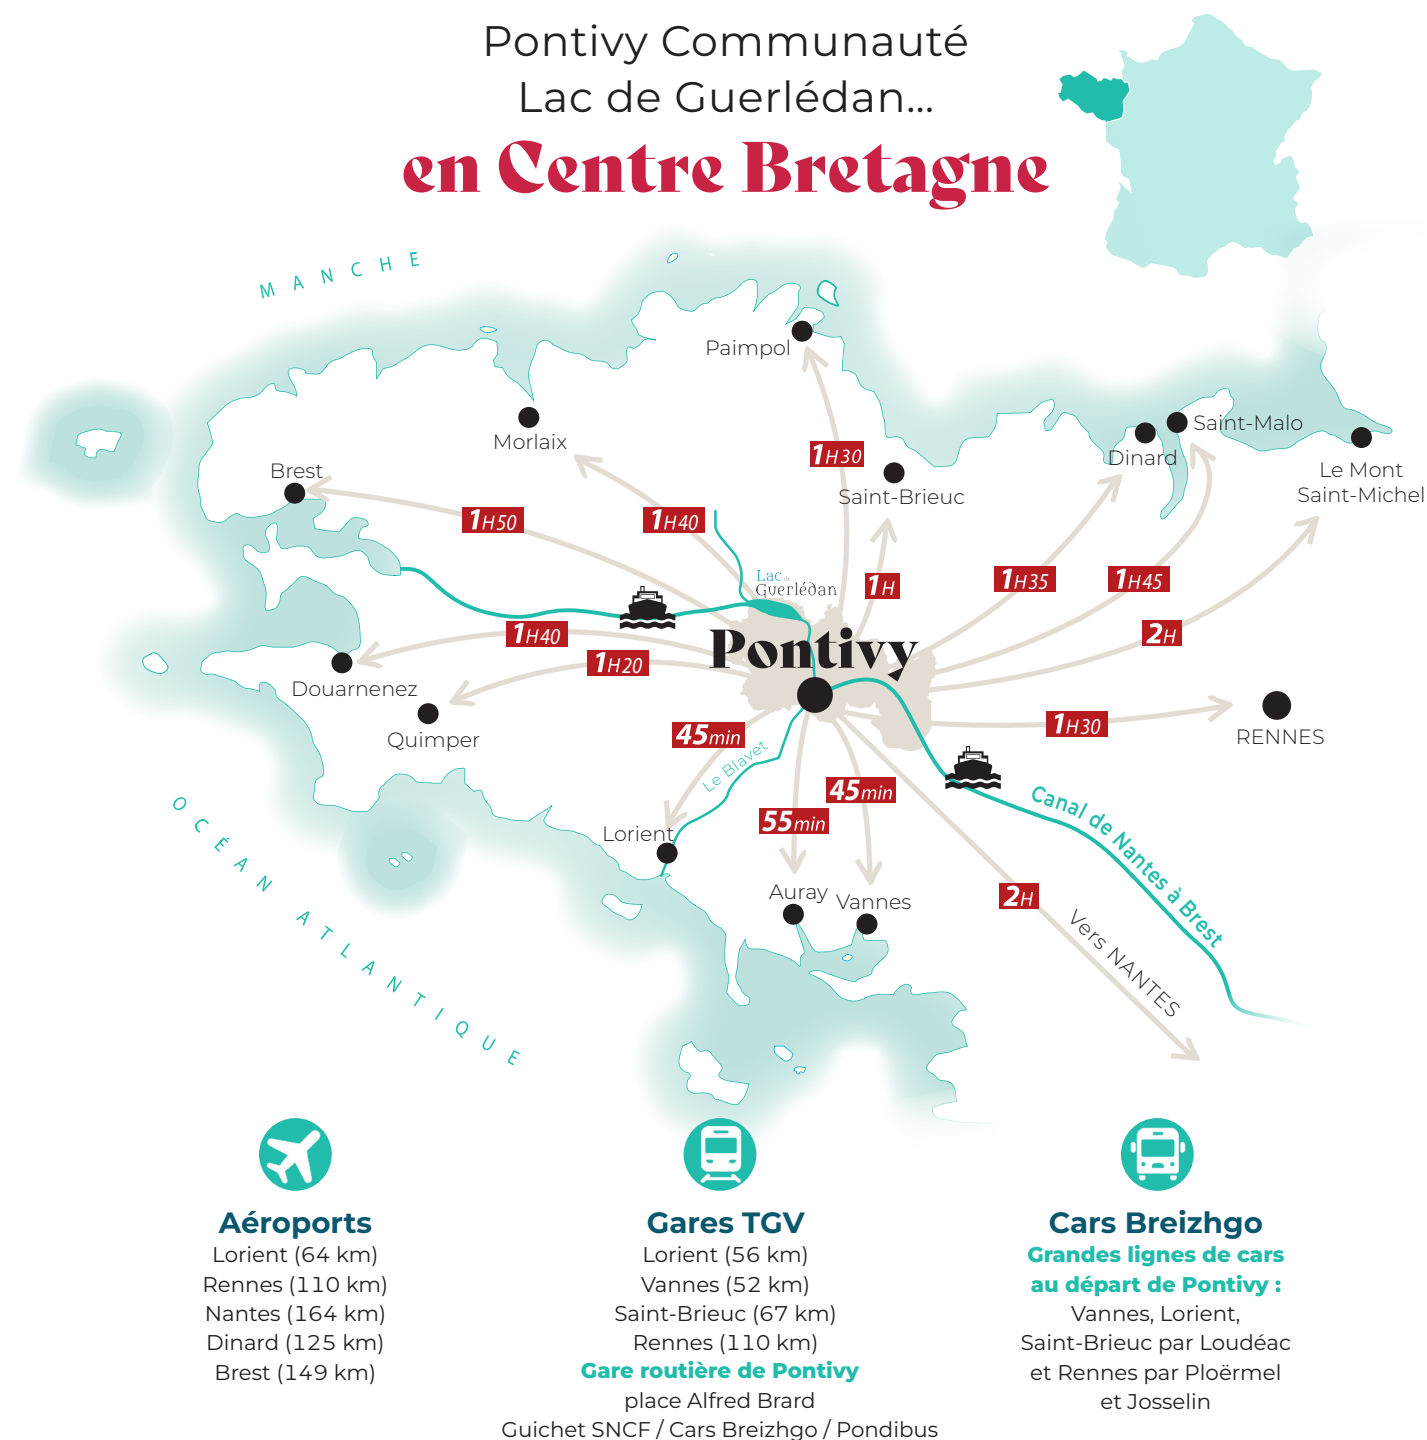 Pontivy Communauté
Lac de Guerlédan...
en Centre Bretagne
MANCHE
Paimpol
Morlaix
Brest
1H30
Saint-Brieuc
Saint-Malo
Dinard
Le Mont
Saint-Michel
1H50
1H40
1H
1H35
1H45
2H
Lac de
Guerlédan
Pontivy
1H40
1H20
Douarnenez
Quimper
45min
Le Blavet
1H30
RENNES
45min
55min
Lorient
Auray
Vannes
2H
Vers NANTES
Canal de Nantes à Brest
OCÉAN ATLANTIQUE
Aéroports
Lorient (64 km)
Rennes (110 km)
Nantes (164 km)
Dinard (125 km)
Brest (149 km)
Gares TGV
Lorient (56 km)
Vannes (52 km)
Saint-Brieuc (67 km)
Rennes (110 km)
Gare routière de Pontivy
place Alfred Brard
Guichet SNCF / Cars Breizhgo / Pondibus
Cars Breizhgo
Grandes lignes de cars
au départ de Pontivy :
Vannes, Lorient,
Saint-Brieuc par Loudéac
et Rennes par Ploërmel
et Josselin